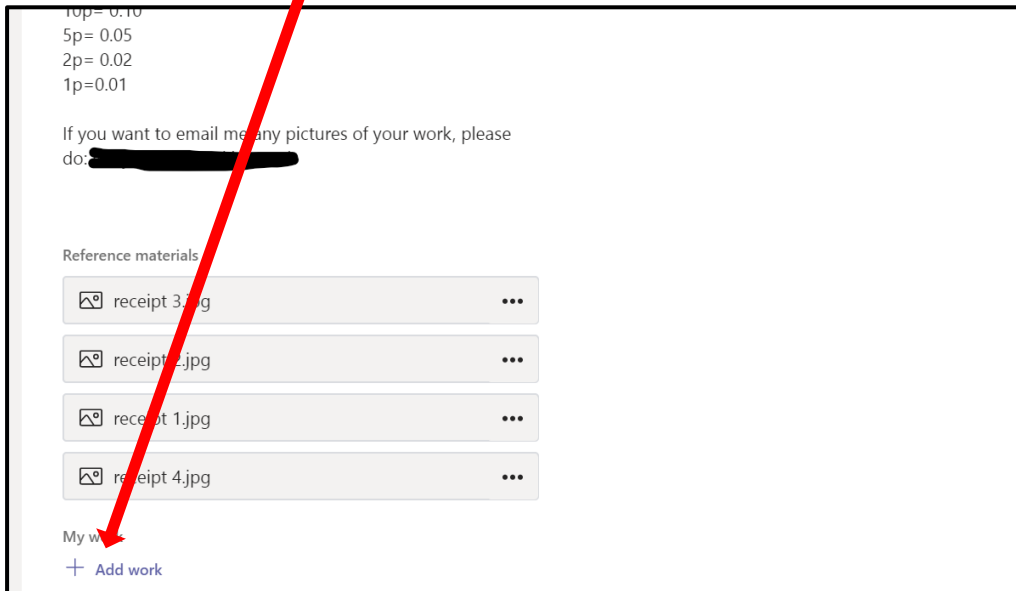 10p= 0.10
5p= 0.05
2p= 0.02
1p=0.01
If you want to email me any pictures of your work, please
do:
Reference materials
receipt 3.jpg
receipt 2.jpg
receipt 1.jpg
receipt 4.jpg
My work
Add work